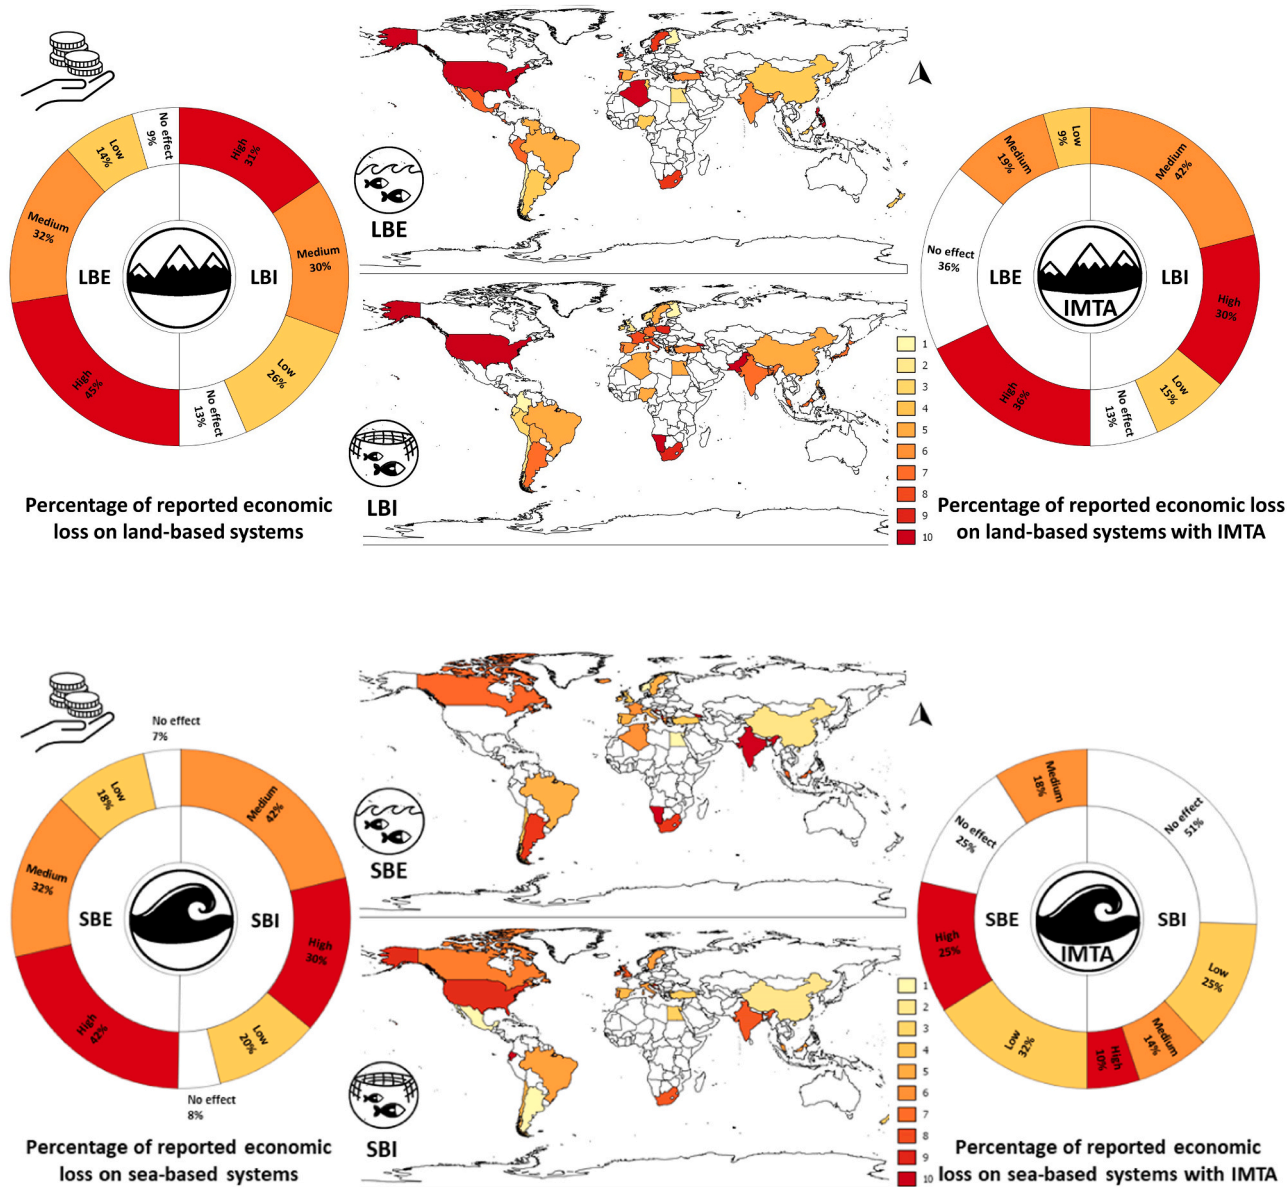 No effect
9%
Low
14%
Medium
32%
High
45%
High
31%
Medium
30%
Low
26%
No effect
13%
LBE
LBI
Percentage of reported economic
loss on land-based systems
LBE
LBI
1
2
3
4
5
6
7
8
9
10
Low
9%
Medium
19%
No effect
36%
High
36%
Medium
42%
High
30%
Low
15%
No effect
13%
LBE
LBI
IMTA
Percentage of reported economic loss
on land-based systems with IMTA
No effect
7%
Low
18%
Medium
32%
High
42%
Medium
42%
High
30%
Low
20%
No effect
8%
SBE
SBI
Percentage of reported economic
loss on sea-based systems
SBE
SBI
1
2
3
4
5
6
7
8
9
10
Medium
18%
No effect
25%
High
25%
Low
32%
No effect
51%
Low
25%
Medium
14%
High
10%
SBE
SBI
IMTA
Percentage of reported economic
loss on sea-based systems with IMTA